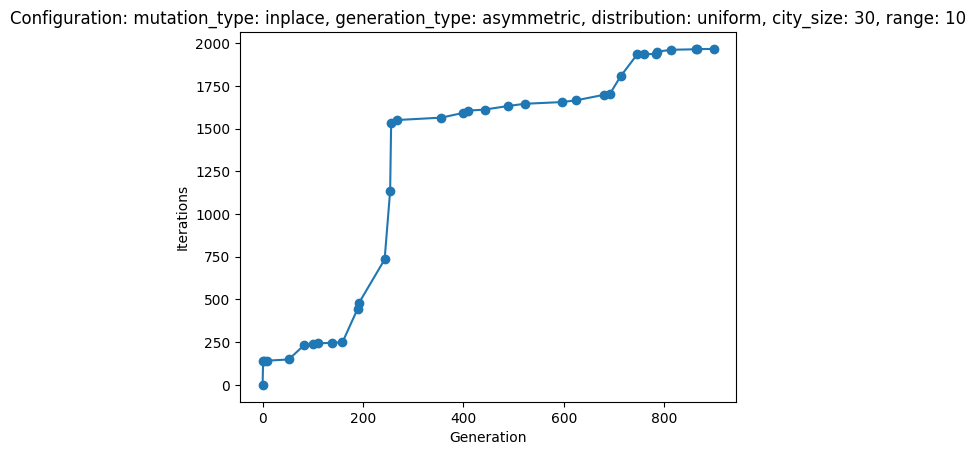 Configuration: mutation_type: inplace, generation_type: asymmetric, distribution: uniform, city_size: 30, range: 10
2000
1750
1500
1250
1000
750
500
250
0
Iterations
0 200 400 600 800
Generation